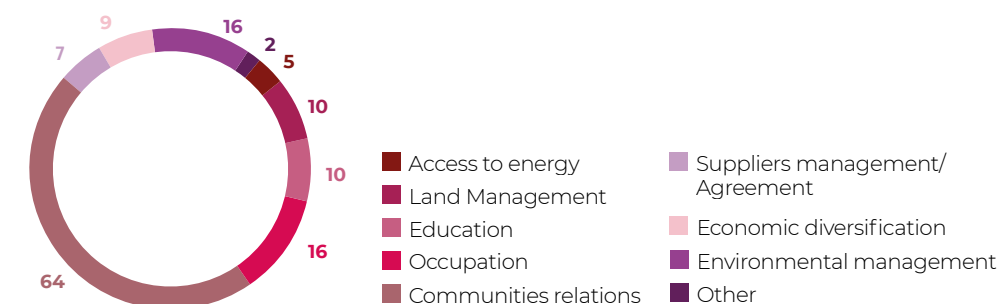 9
16
2
5
7
10
10
16
64
Access to energy
Land Management
Education
Occupation
Communities relations
Suppliers management/
Agreement
Economic diversification
Environmental management
Other